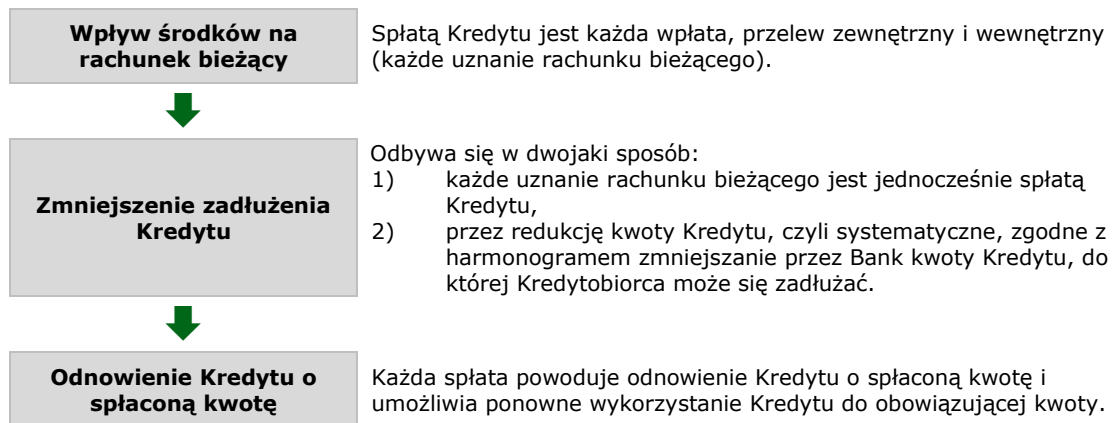 Wpływ środków na
rachunek bieżący
Spłatą Kredytu jest każda wpłata, przelew zewnętrzny i wewnętrzny
(każde uznanie rachunku bieżącego).
Zmniejszenie zadłużenia
Kredytu
Odbywa się w dwojaki sposób:
1) każde uznanie rachunku bieżącego jest jednocześnie spłatą
Kredytu,
2) przez redukcję kwoty Kredytu, czyli systematyczne, zgodne z
harmonogramem zmniejszanie przez Bank kwoty Kredytu, do
której Kredytobiorca może się zadłużać.
Odnowienie Kredytu o
spłaconą kwotę
Każda spłata powoduje odnowienie Kredytu o spłaconą kwotę i
umożliwia ponowne wykorzystanie Kredytu do obowiązującej kwoty.